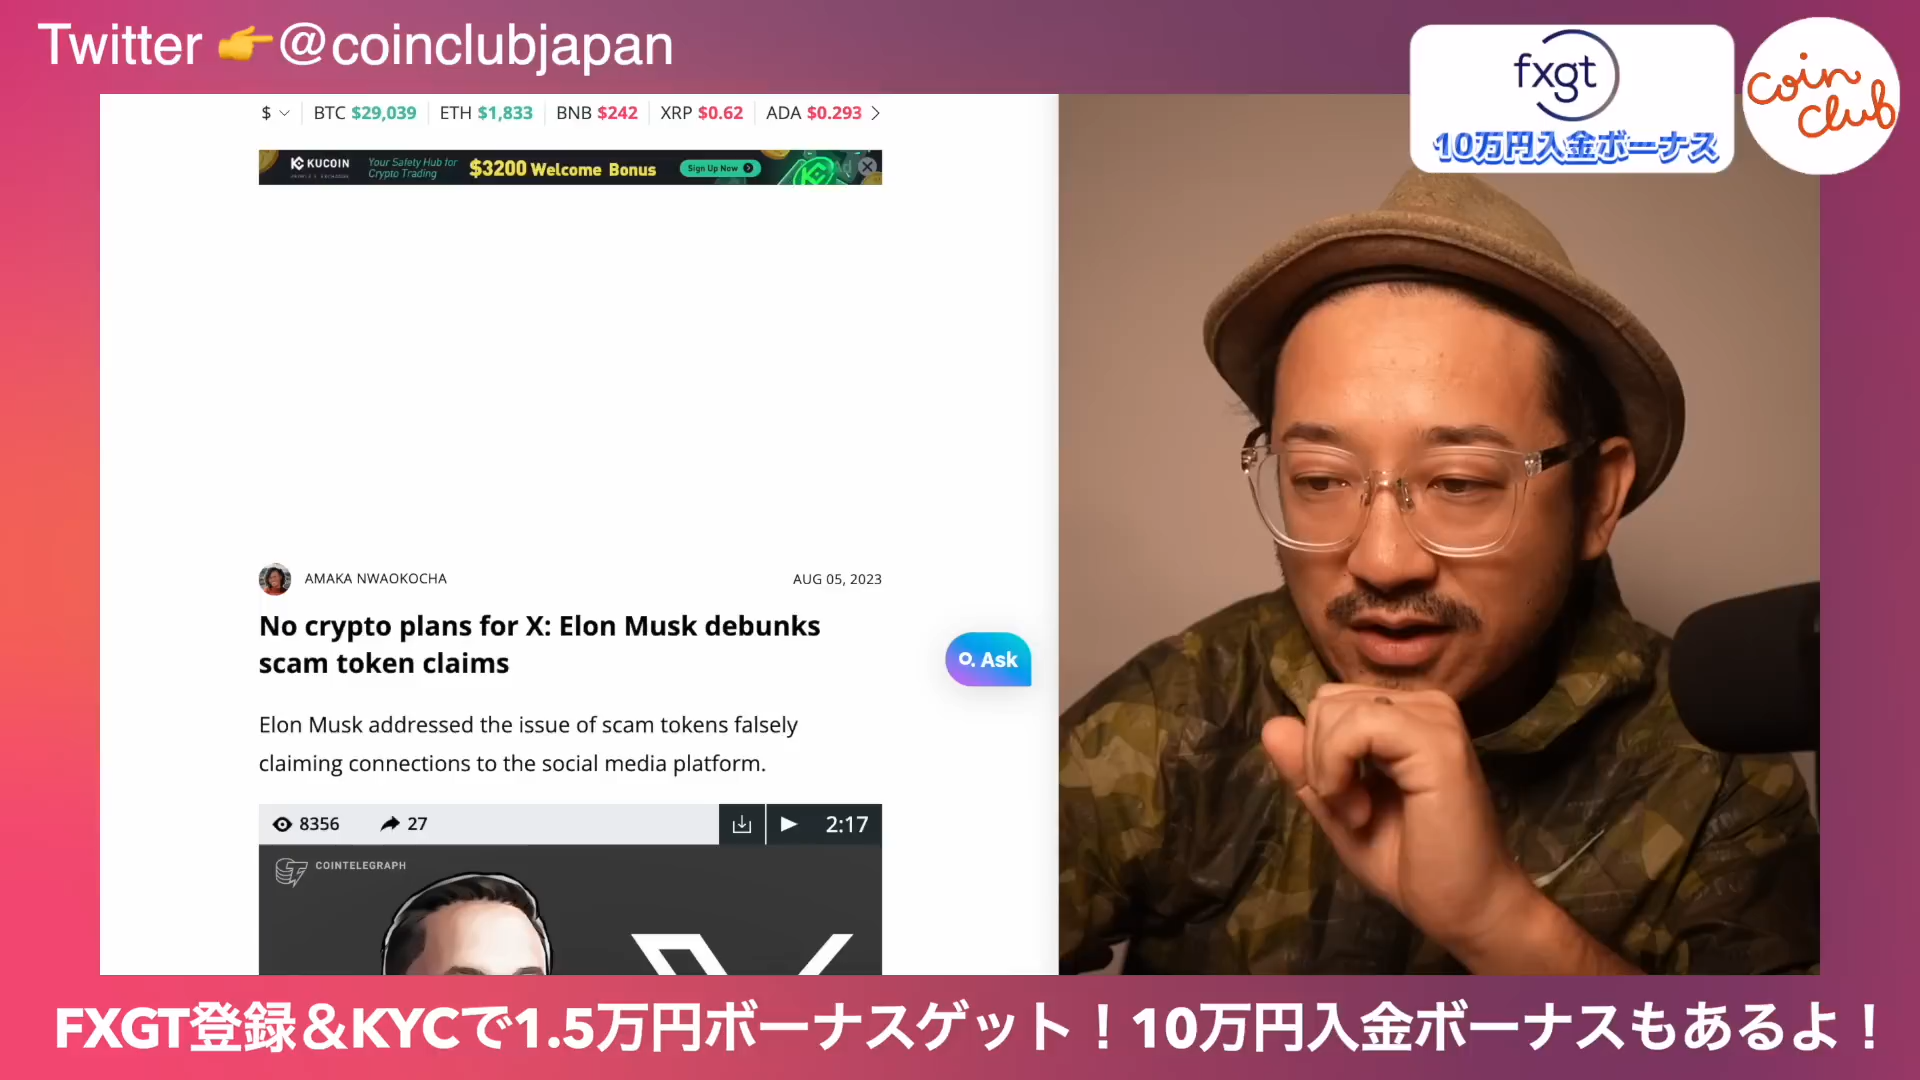 Twitter 👉@coinclubjapan
fxgt
10万円入金ボーナス
coin club
$ BTC $29,039 ETH $1,833 BNB $242 XRP $0.62 ADA $0.293
KUCOIN Your Safety Hub for Crypto Trading $3200 Welcome Bonus Sign Up Now Ad
AMAKA NWAOKOCHA AUG 05, 2023
No crypto plans for X: Elon Musk debunks
scam token claims
Elon Musk addressed the issue of scam tokens falsely
claiming connections to the social media platform.
Ask
8356 27 2:17
COINTELEGRAPH
FXGT登録&KYCで1.5万円ボーナスゲット！10万円入金ボーナスもあるよ！